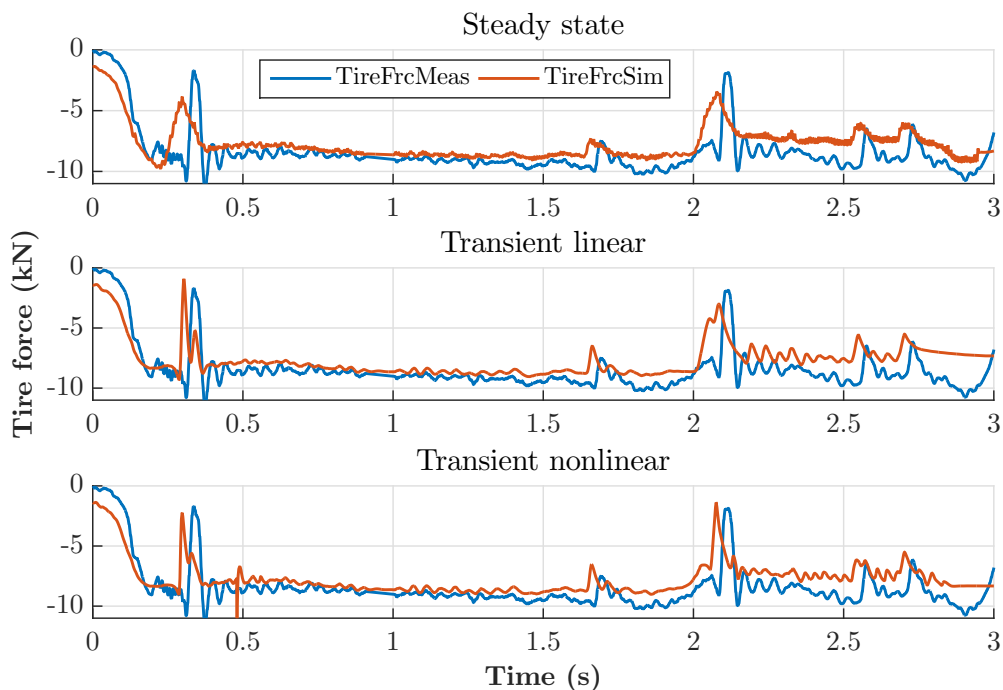 Steady state
TireFrcMeas TireFrcSim
0
-5
-10
0 0.5 1 1.5 2 2.5 3
Transient linear
0
-5
-10
0 0.5 1 1.5 2 2.5 3
Tire force (kN)
Transient nonlinear
0
-5
-10
0 0.5 1 1.5 2 2.5 3
Time (s)